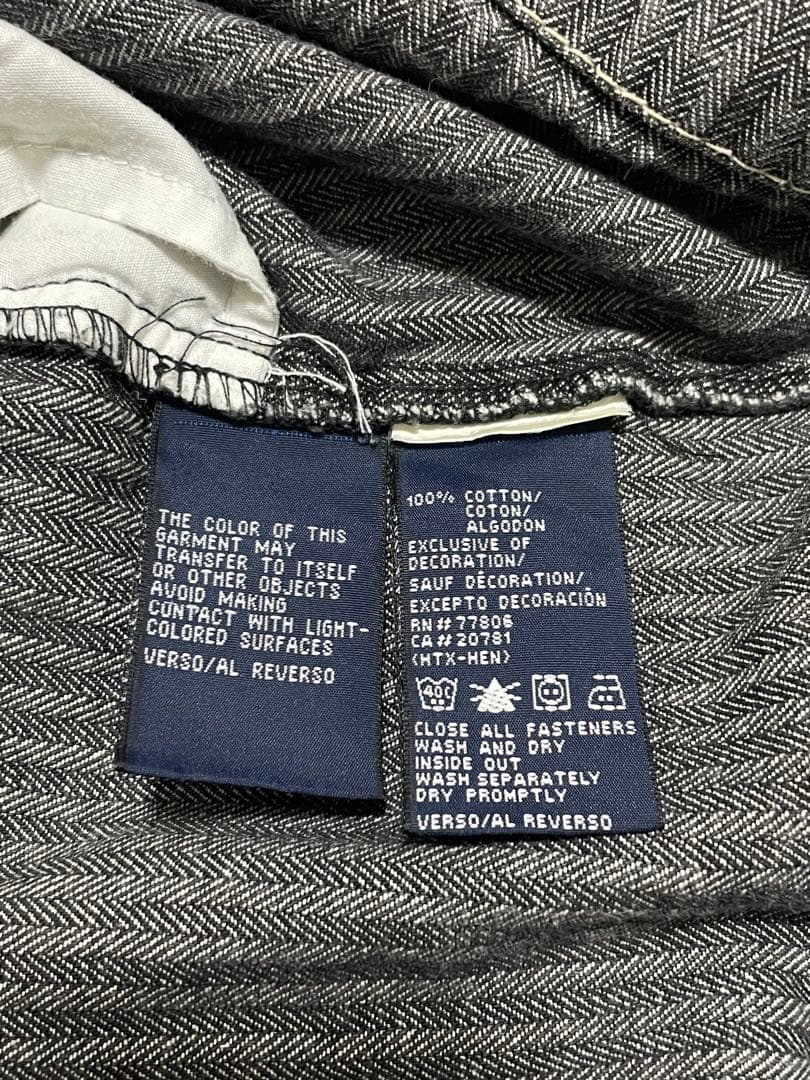 THE COLOR OF THIS
GARMENT MAY
TRANSFER TO ITSELF
OR OTHER OBJECTS
AVOID MAKING
CONTACT WITH LIGHT-
COLORED SURFACES
VERSO/AL REVERSO
100% COTTON/
COTON/
ALGODON
EXCLUSIVE OF
DECORATION/
SAUF DÉCORATION/
EXCEPTO DECORACIÓN
RN# 77806
CA# 20781
(HTX-HEN)
40C
CLOSE ALL FASTENERS
WASH AND DRY
INSIDE OUT
WASH SEPARATELY
DRY PROMPTLY
VERSO/AL REVERSO